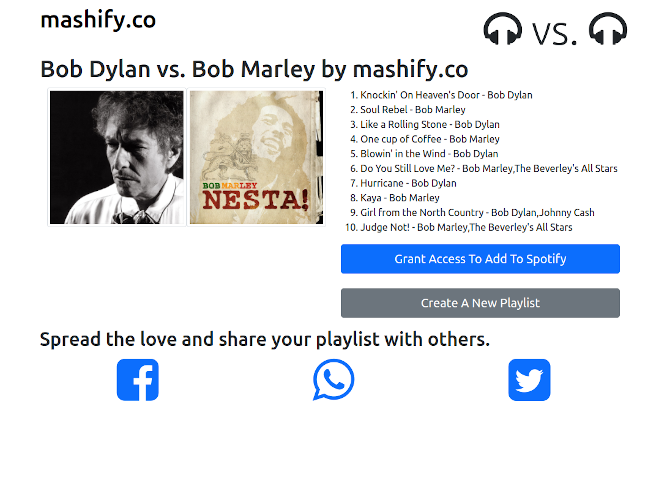 mashify.co
VS.
Bob Dylan vs. Bob Marley by mashify.co
BOB MARLEY
NESTA!
1. Knockin' On Heaven's Door - Bob Dylan
2. Soul Rebel - Bob Marley
3. Like a Rolling Stone - Bob Dylan
4. One cup of Coffee - Bob Marley
5. Blowin' in the Wind - Bob Dylan
6. Do You Still Love Me? - Bob Marley,The Beverley's All Stars
7. Hurricane - Bob Dylan
8. Kaya - Bob Marley
9. Girl from the North Country - Bob Dylan,Johnny Cash
10. Judge Not! - Bob Marley,The Beverley's All Stars
Grant Access To Add To Spotify
Create A New Playlist
Spread the love and share your playlist with others.